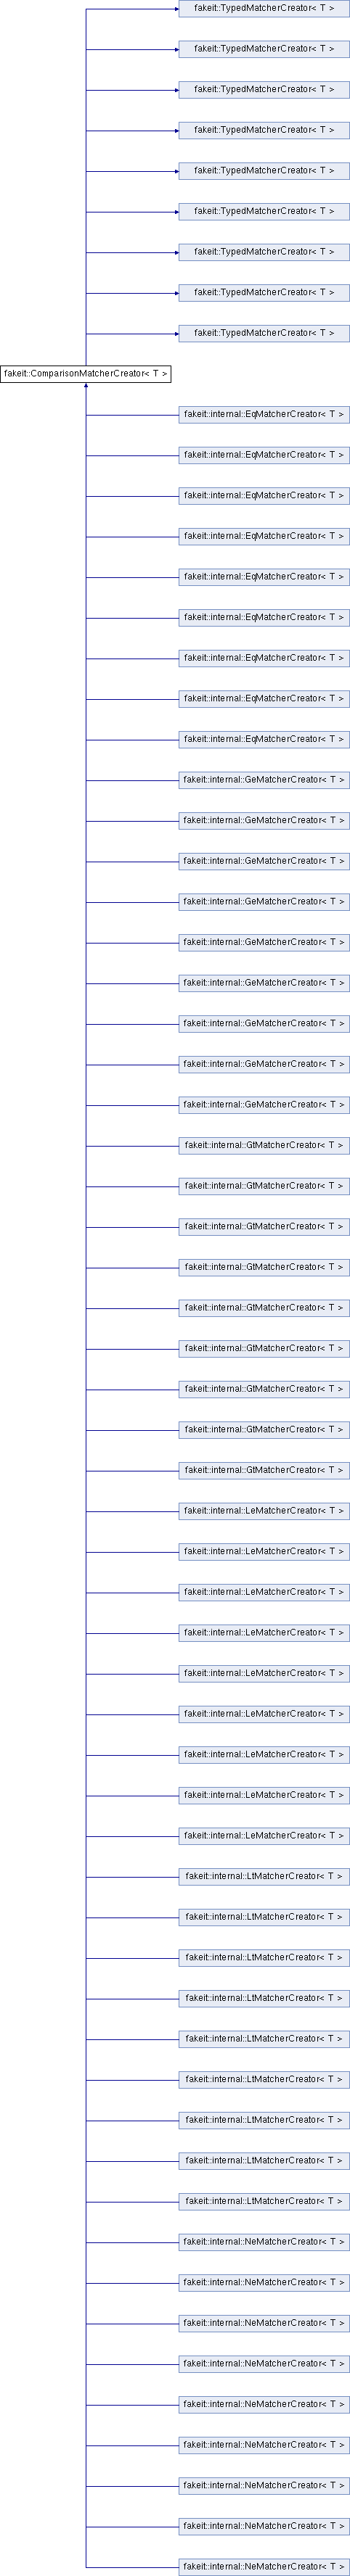 fakeit::TypedMatcherCreator< T >
fakeit::TypedMatcherCreator< T >
fakeit::TypedMatcherCreator< T >
fakeit::TypedMatcherCreator< T >
fakeit::TypedMatcherCreator< T >
fakeit::TypedMatcherCreator< T >
fakeit::TypedMatcherCreator< T >
fakeit::TypedMatcherCreator< T >
fakeit::TypedMatcherCreator< T >
fakeit::ComparisonMatcherCreator< T >
fakeit::internal::EqMatcherCreator< T >
fakeit::internal::EqMatcherCreator< T >
fakeit::internal::EqMatcherCreator< T >
fakeit::internal::EqMatcherCreator< T >
fakeit::internal::EqMatcherCreator< T >
fakeit::internal::EqMatcherCreator< T >
fakeit::internal::EqMatcherCreator< T >
fakeit::internal::EqMatcherCreator< T >
fakeit::internal::EqMatcherCreator< T >
fakeit::internal::GeMatcherCreator< T >
fakeit::internal::GeMatcherCreator< T >
fakeit::internal::GeMatcherCreator< T >
fakeit::internal::GeMatcherCreator< T >
fakeit::internal::GeMatcherCreator< T >
fakeit::internal::GeMatcherCreator< T >
fakeit::internal::GeMatcherCreator< T >
fakeit::internal::GeMatcherCreator< T >
fakeit::internal::GeMatcherCreator< T >
fakeit::internal::GtMatcherCreator< T >
fakeit::internal::GtMatcherCreator< T >
fakeit::internal::GtMatcherCreator< T >
fakeit::internal::GtMatcherCreator< T >
fakeit::internal::GtMatcherCreator< T >
fakeit::internal::GtMatcherCreator< T >
fakeit::internal::GtMatcherCreator< T >
fakeit::internal::GtMatcherCreator< T >
fakeit::internal::GtMatcherCreator< T >
fakeit::internal::LeMatcherCreator< T >
fakeit::internal::LeMatcherCreator< T >
fakeit::internal::LeMatcherCreator< T >
fakeit::internal::LeMatcherCreator< T >
fakeit::internal::LeMatcherCreator< T >
fakeit::internal::LeMatcherCreator< T >
fakeit::internal::LeMatcherCreator< T >
fakeit::internal::LeMatcherCreator< T >
fakeit::internal::LeMatcherCreator< T >
fakeit::internal::LtMatcherCreator< T >
fakeit::internal::LtMatcherCreator< T >
fakeit::internal::LtMatcherCreator< T >
fakeit::internal::LtMatcherCreator< T >
fakeit::internal::LtMatcherCreator< T >
fakeit::internal::LtMatcherCreator< T >
fakeit::internal::LtMatcherCreator< T >
fakeit::internal::LtMatcherCreator< T >
fakeit::internal::LtMatcherCreator< T >
fakeit::internal::NeMatcherCreator< T >
fakeit::internal::NeMatcherCreator< T >
fakeit::internal::NeMatcherCreator< T >
fakeit::internal::NeMatcherCreator< T >
fakeit::internal::NeMatcherCreator< T >
fakeit::internal::NeMatcherCreator< T >
fakeit::internal::NeMatcherCreator< T >
fakeit::internal::NeMatcherCreator< T >
fakeit::internal::NeMatcherCreator< T >